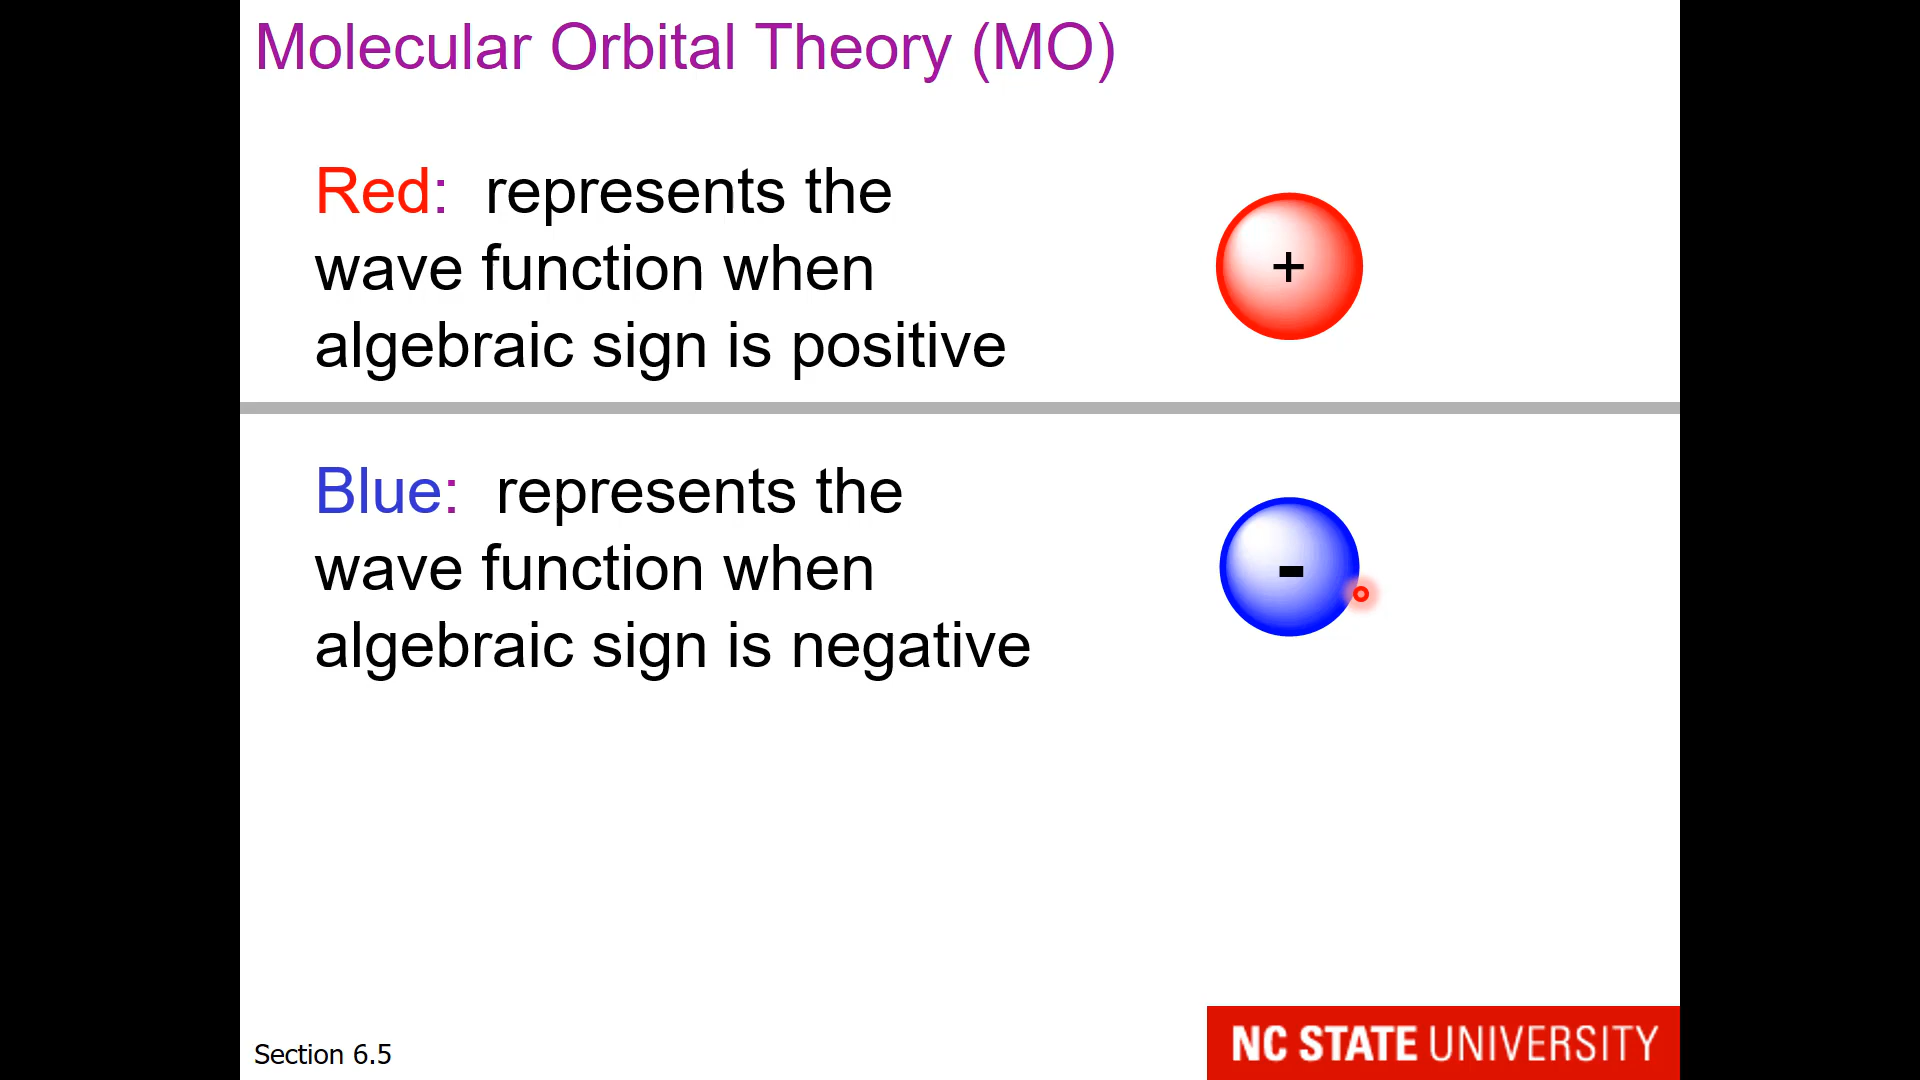 Molecular Orbital Theory (MO)
Red: represents the
wave function when
algebraic sign is positive
+
Blue: represents the
wave function when
algebraic sign is negative
-
Section 6.5
NC STATE UNIVERSITY